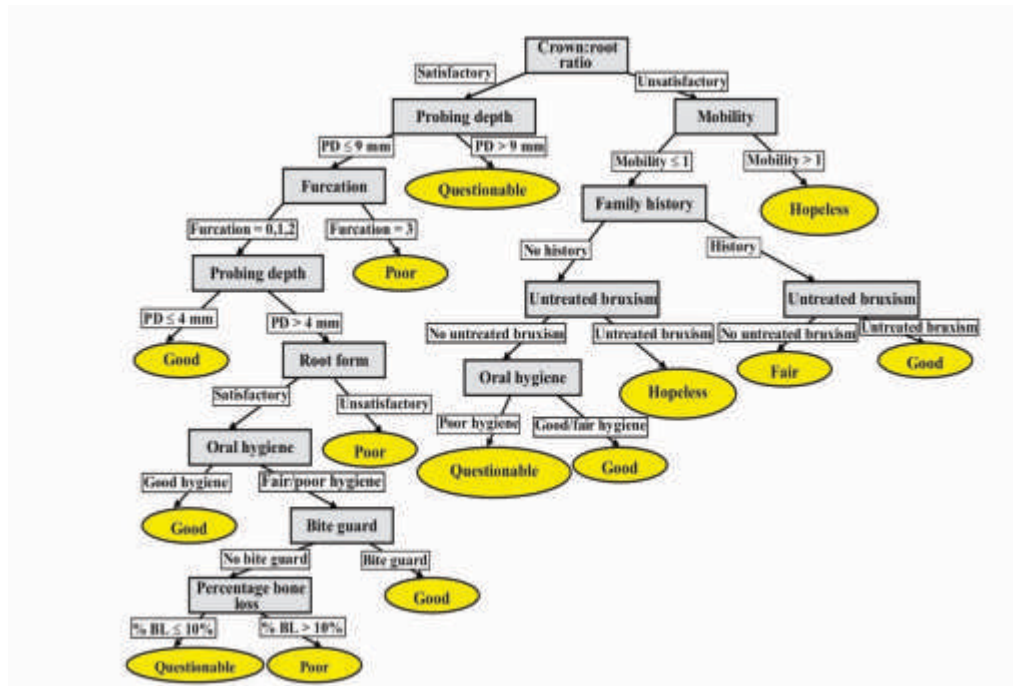 Crown:root
ratio
Satisfactory
Unsatisfactory
Probing depth
Mobility
PD ≤ 9 mm
PD > 9 mm
Mobility ≤ 1
Mobility > 1
Furcation
Questionable
Family history
Hopeless
Furcation = 0,1,2
Furcation = 3
No history
History
Probing depth
Poor
Untreated bruxism
Untreated bruxism
PD ≤ 4 mm
PD > 4 mm
No untreated bruxism
Untreated bruxism
No untreated bruxism
Untreated bruxism
Good
Root form
Oral hygiene
Hopeless
Fair
Good
Satisfactory
Unsatisfactory
Poor hygiene
Good/fair hygiene
Oral hygiene
Poor
Questionable
Good
Good hygiene
Fair/poor hygiene
Good
Bite guard
No bite guard
Bite guard
Percentage bone
loss
Good
% BL ≤ 10%
% BL > 10%
Questionable
Poor